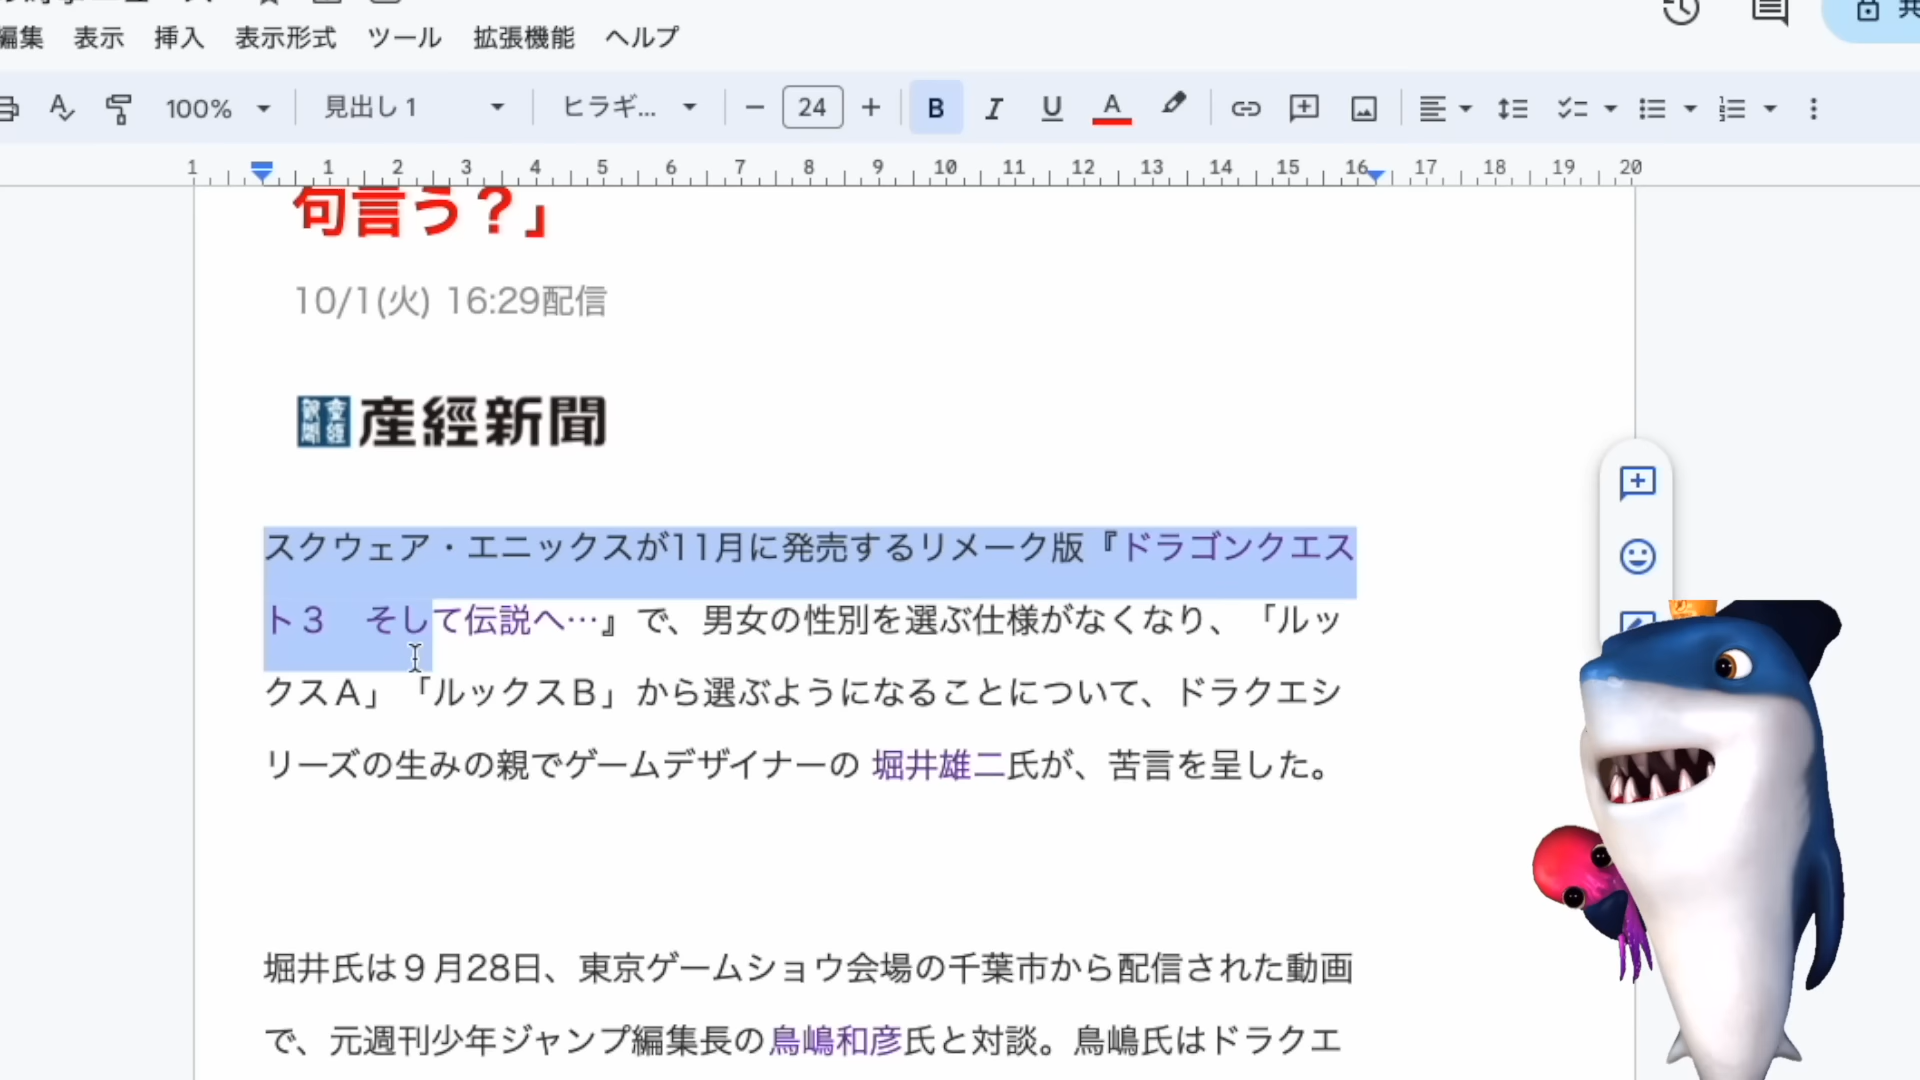 編集 表示 挿入 表示形式 ツール 拡張機能 ヘルプ
100% 見出し1 ヒラギ... 24 B I U A
1 1 2 3 4 5 6 7 8 9 10 11 12 13 14 15 16 17 18 19 20
句言う？」
10/1(火) 16:29配信
産經新聞
スクウェア・エニックスが11月に発売するリメーク版『ドラゴンクエス
ト３　そして伝説へ…』で、男女の性別を選ぶ仕様がなくなり、「ルッ
クスＡ」「ルックスＢ」から選ぶようになることについて、ドラクエシ
リーズの生みの親でゲームデザイナーの 堀井雄二氏が、苦言を呈した。
堀井氏は９月28日、東京ゲームショウ会場の千葉市から配信された動画
で、元週刊少年ジャンプ編集長の鳥嶋和彦氏と対談。鳥嶋氏はドラクエ